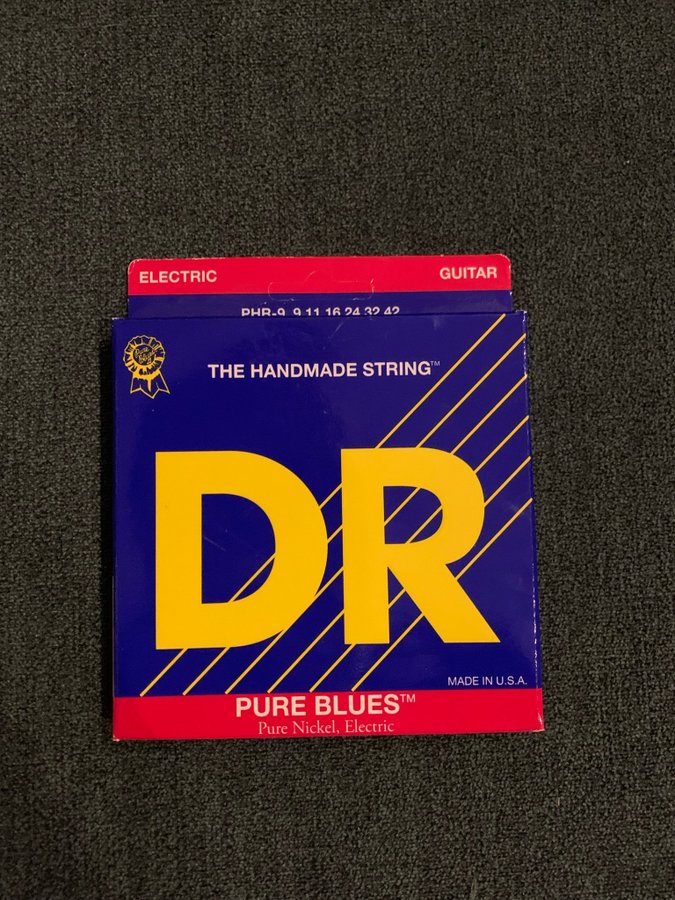 ELECTRIC GUITAR
PHR-9 9 11 16 24 32 42
THE HANDMADE STRING™
DR
MADE IN U.S.A.
PURE BLUES™
Pure Nickel, Electric